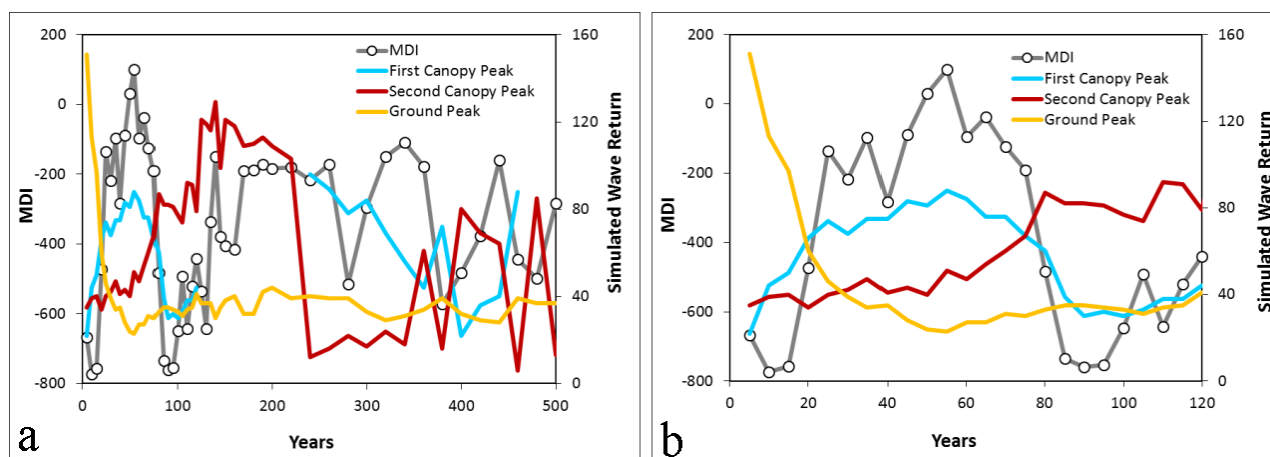 200
0
-200
-400
-600
-800
MDI
160
120
80
40
0
Simulated Wave Return
0 100 200 300 400 500
Years
MDI
First Canopy Peak
Second Canopy Peak
Ground Peak
a
200
0
-200
-400
-600
-800
MDI
160
120
80
40
0
Simulated Wave Return
0 20 40 60 80 100 120
Years
MDI
First Canopy Peak
Second Canopy Peak
Ground Peak
b